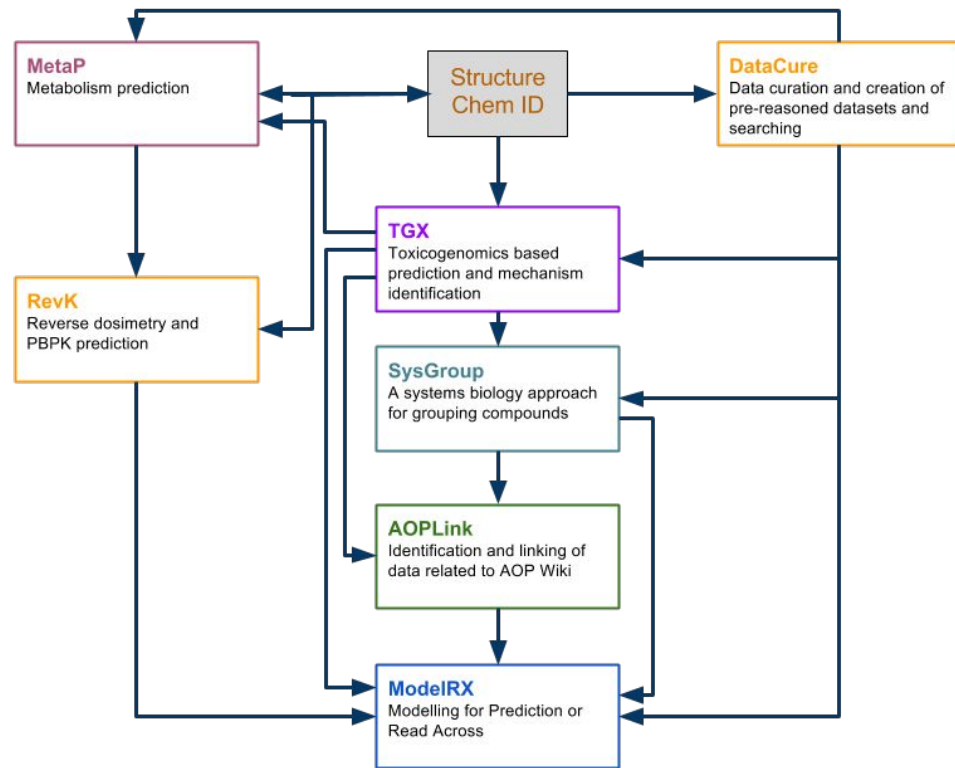 MetaP
Metabolism prediction
Structure
Chem ID
DataCure
Data curation and creation of
pre-reasoned datasets and
searching
TGX
Toxicogenomics based
prediction and mechanism
identification
RevK
Reverse dosimetry and
PBPK prediction
SysGroup
A systems biology approach
for grouping compounds
AOPLink
Identification and linking of
data related to AOP Wiki
ModelRX
Modelling for Prediction or
Read Across